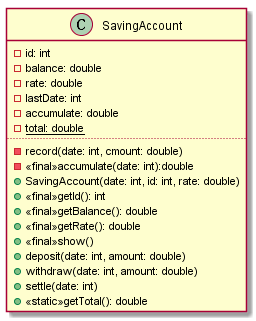 C SavingAccount
id: int
balance: double
rate: double
lastDate: int
accumulate: double
total: double
record(date: int, cmount: double)
«final»accumulate(date: int):double
SavingAccount(date: int, id: int, rate: double)
«final»getId(): int
«final»getBalance(): double
«final»getRate(): double
«final»show()
deposit(date: int, amount: double)
withdraw(date: int, amount: double)
settle(date: int)
«static»getTotal(): double